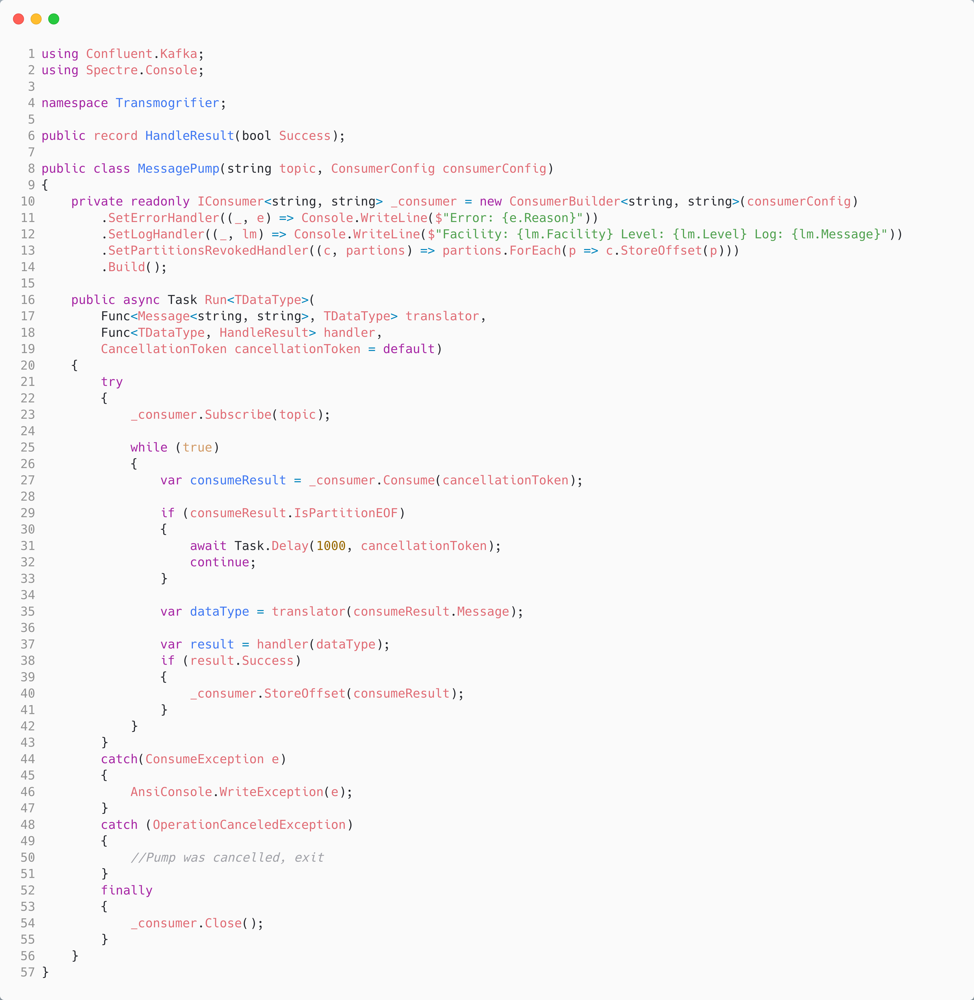 1 using Confluent.Kafka;
2 using Spectre.Console;
3
4 namespace Transmogrifier;
5
6 public record HandleResult(bool Success);
7
8 public class MessagePump(string topic, ConsumerConfig consumerConfig)
9 {
10     private readonly IConsumer<string, string> _consumer = new ConsumerBuilder<string, string>(consumerConfig)
11         .SetErrorHandler((_, e) => Console.WriteLine($"Error: {e.Reason}"))
12         .SetLogHandler((_, lm) => Console.WriteLine($"Facility: {lm.Facility} Level: {lm.Level} Log: {lm.Message}"))
13         .SetPartitionsRevokedHandler((c, partions) => partions.ForEach(p => c.StoreOffset(p)))
14         .Build();
15
16     public async Task Run<TDataType>(
17         Func<Message<string, string>, TDataType> translator,
18         Func<TDataType, HandleResult> handler,
19         CancellationToken cancellationToken = default)
20     {
21         try
22         {
23             _consumer.Subscribe(topic);
24
25             while (true)
26             {
27                 var consumeResult = _consumer.Consume(cancellationToken);
28
29                 if (consumeResult.IsPartitionEOF)
30                 {
31                     await Task.Delay(1000, cancellationToken);
32                     continue;
33                 }
34
35                 var dataType = translator(consumeResult.Message);
36
37                 var result = handler(dataType);
38                 if (result.Success)
39                 {
40                     _consumer.StoreOffset(consumeResult);
41                 }
42             }
43         }
44         catch(ConsumeException e)
45         {
46             AnsiConsole.WriteException(e);
47         }
48         catch (OperationCanceledException)
49         {
50             //Pump was cancelled, exit
51         }
52         finally
53         {
54             _consumer.Close();
55         }
56     }
57 }